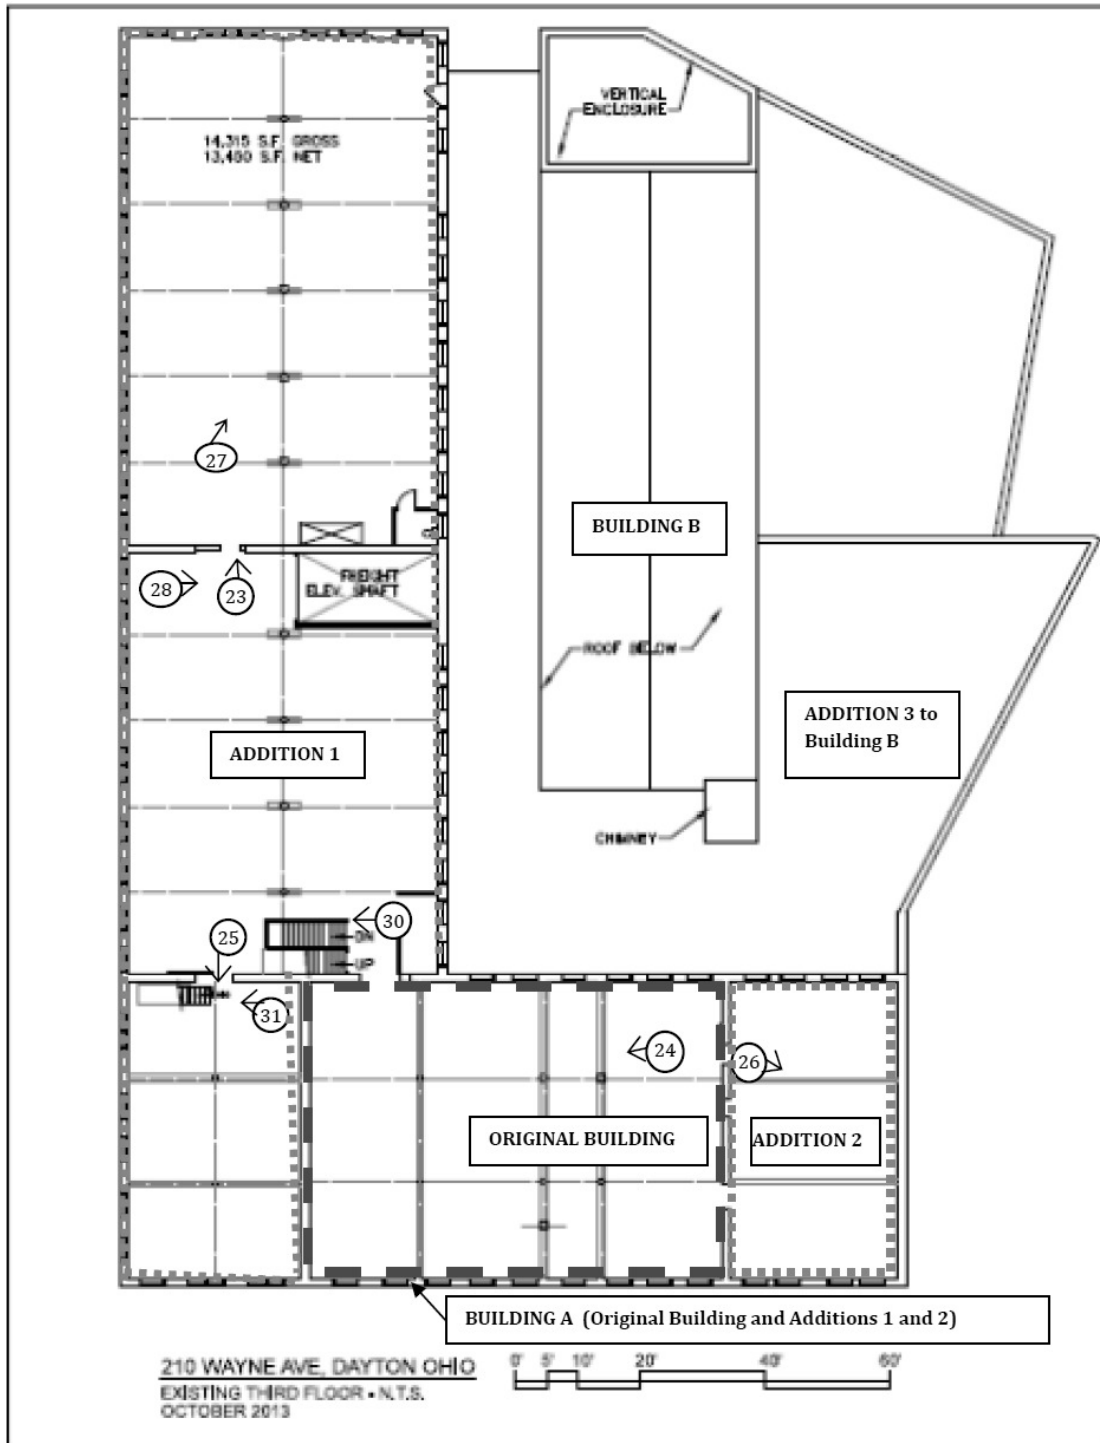 VERTICAL
ENCLOSURE
14,315 S.F. GROSS
13,450 S.F. NET
27
BUILDING B
28
23
FREIGHT
ELEV. SHAFT
ROOF BELOW
ADDITION 3 to
Building B
ADDITION 1
CHIMNEY
30
25
DN
UP
31
24
26
ORIGINAL BUILDING
ADDITION 2
BUILDING A (Original Building and Additions 1 and 2)
210 WAYNE AVE, DAYTON OHIO
0' 5' 10' 20' 40' 60'
EXISTING THIRD FLOOR • N.T.S.
OCTOBER 2013